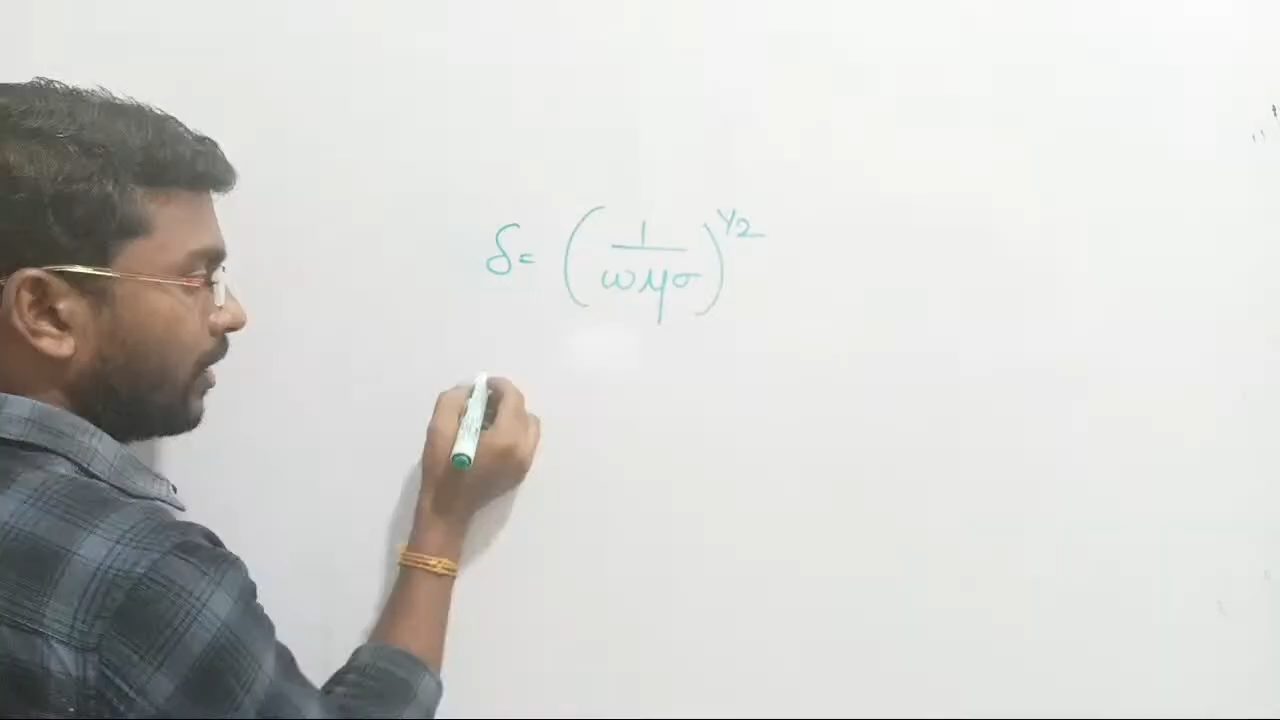 δ = (1/ωμσ)^1/2